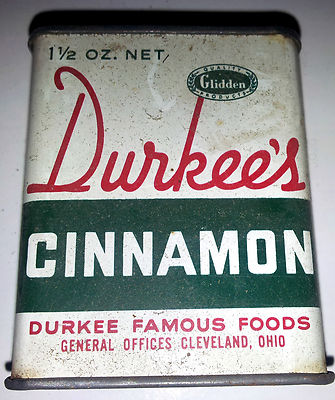 1½ OZ. NET
QUALITY
Glidden
PRODUCTS
Durkee's
CINNAMON
DURKEE FAMOUS FOODS
GENERAL OFFICES CLEVELAND, OHIO